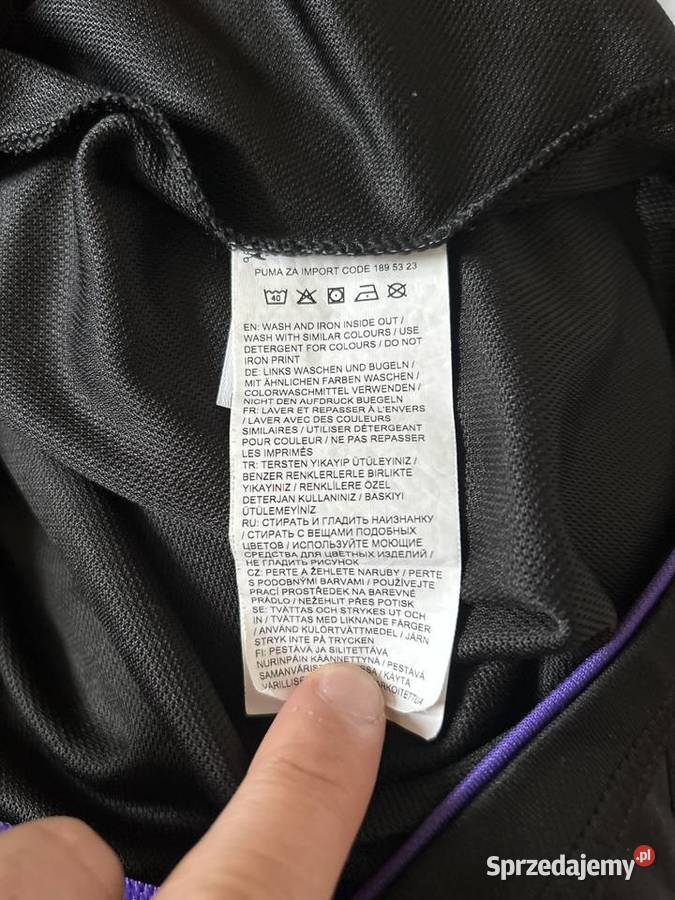 PUMA ZA IMPORT CODE 189 53 23
40
EN: WASH AND IRON INSIDE OUT /
WASH WITH SIMILAR COLOURS / USE
DETERGENT FOR COLOURS / DO NOT
IRON PRINT
DE: LINKS WASCHEN UND BUGELN /
MIT ÄHNLICHEN FARBEN WASCHEN /
COLORWASCHMITTEL VERWENDEN /
NICHT DEN AUFDRUCK BUEGELN
FR: LAVER ET REPASSER À L'ENVERS
/ LAVER AVEC DES COULEURS
SIMILAIRES / UTILISER DÉTERGEANT
POUR COULEUR / NE PAS REPASSER
LES IMPRIMÉS
TR: TERSTEN YIKAYIP ÜTÜLEYINIZ /
BENZER RENKLERLERLE BIRLIKTE
YIKAYINIZ / RENKLILERE ÖZEL
DETERJAN KULLANINIZ / BASKIYI
ÜTÜLEMEYINIZ
RU: СТИРАТЬ И ГЛАДИТЬ НАИЗНАНКУ
/ СТИРАТЬ С ВЕЩАМИ ПОДОБНЫХ
ЦВЕТОВ / ИСПОЛЬЗУЙТЕ МОЮЩИЕ
СРЕДСТВА ДЛЯ ЦВЕТНЫХ ИЗДЕЛИЙ /
НЕ ГЛАДИТЬ РИСУНОК
CZ: PERTE A ŽEHLETE NARUBY / PERTE
S PODOBNÝMI BARVAMI / POUŽÍVEJTE
PRACÍ PROSTŘEDEK NA BAREVNÉ
PRÁDLO / NEŽEHLIT PŘES POTISK
SE: TVÄTTAS OCH STRYKES UT OCH
IN / TVÄTTAS MED LIKNANDE FÄRGER
/ ANVÄND KULÖRTVÄTTMEDEL / JÄRN
STRYK INTE PÅ TRYCKEN
FI: PESTÄVÄ JA SILITETTÄVÄ
NURINPÄIN KÄÄNNETTYNÄ / PESTÄVÄ
/ KÄYTÄ
Sprzedajemy.pl